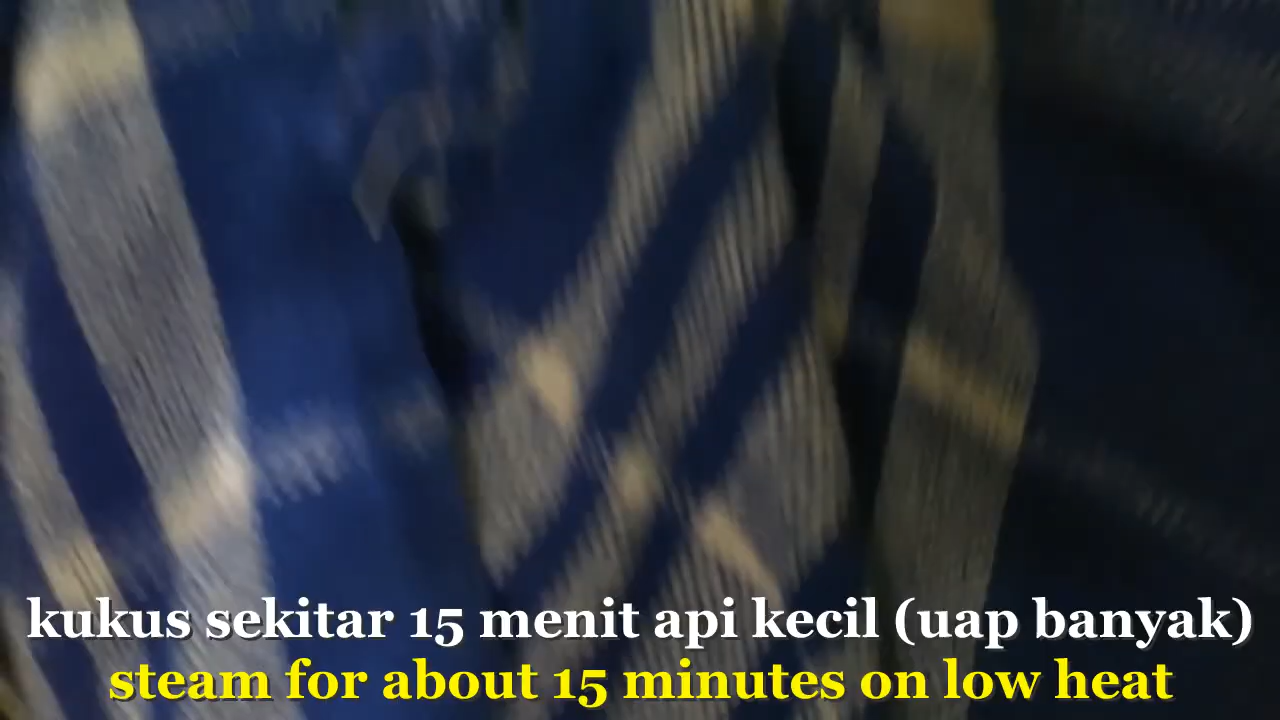 kukus sekitar 15 menit api kecil (uap banyak)
steam for about 15 minutes on low heat